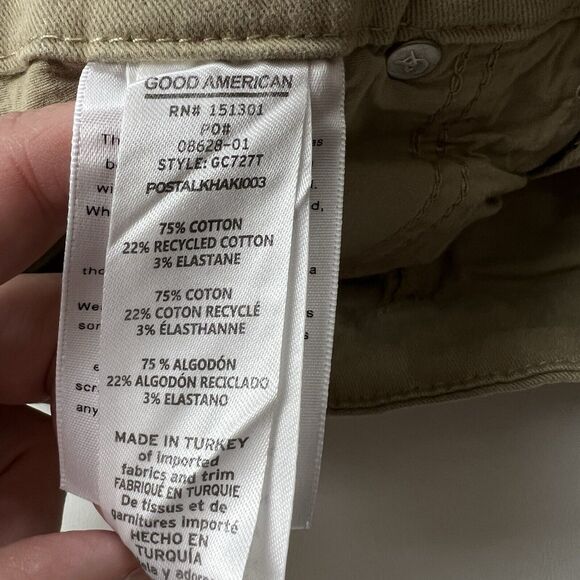 GOOD AMERICAN
RN# 151301
PO#
08628-01
STYLE: GC727T
POSTALKHAKI003
75% COTTON
22% RECYCLED COTTON
3% ELASTANE
75% COTON
22% COTON RECYCLÉ
3% ÉLASTHANNE
75% ALGODÓN
22% ALGODÓN RECICLADO
3% ELASTANO
MADE IN TURKEY
of imported
fabrics and trim
FABRIQUÉ EN TURQUIE
De tissus et de
garnitures importé
HECHO EN
TURQUÍA